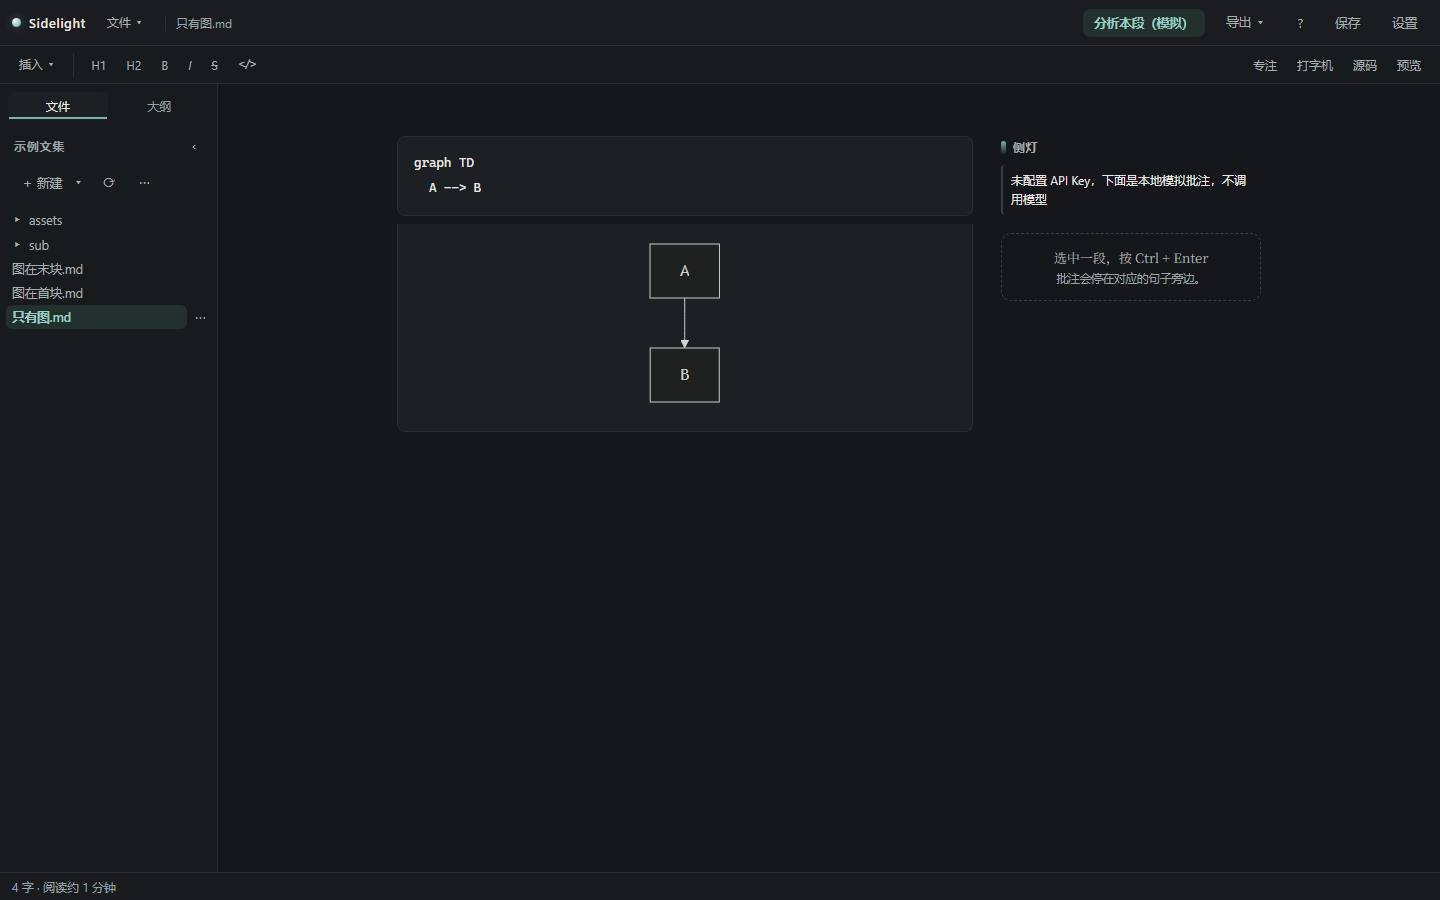 Sidelight 文件 只有图.md 分析本段（模拟） 导出 ? 保存 设置
插入 H1 H2 B I S </> 专注 打字机 源码 预览
文件 大纲
示例文集
+ 新建 ···
assets
sub
图在末块.md
图在首块.md
只有图.md ···
graph TD
A --> B
A
B
侧灯
未配置 API Key，下面是本地模拟批注，不调
用模型
选中一段，按 Ctrl + Enter
批注会停在对应的句子旁边。
4 字 · 阅读约 1 分钟